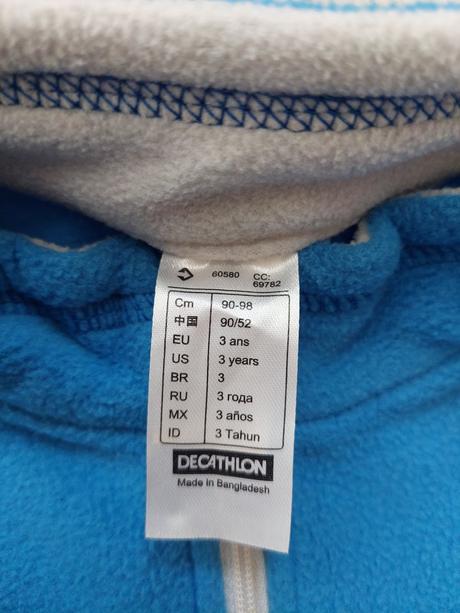 60580 CC:
69782
Cm 90-98
中国 90/52
EU 3 ans
US 3 years
BR 3
RU 3 года
MX 3 años
ID 3 Tahun
DECATHLON
Made in Bangladesh